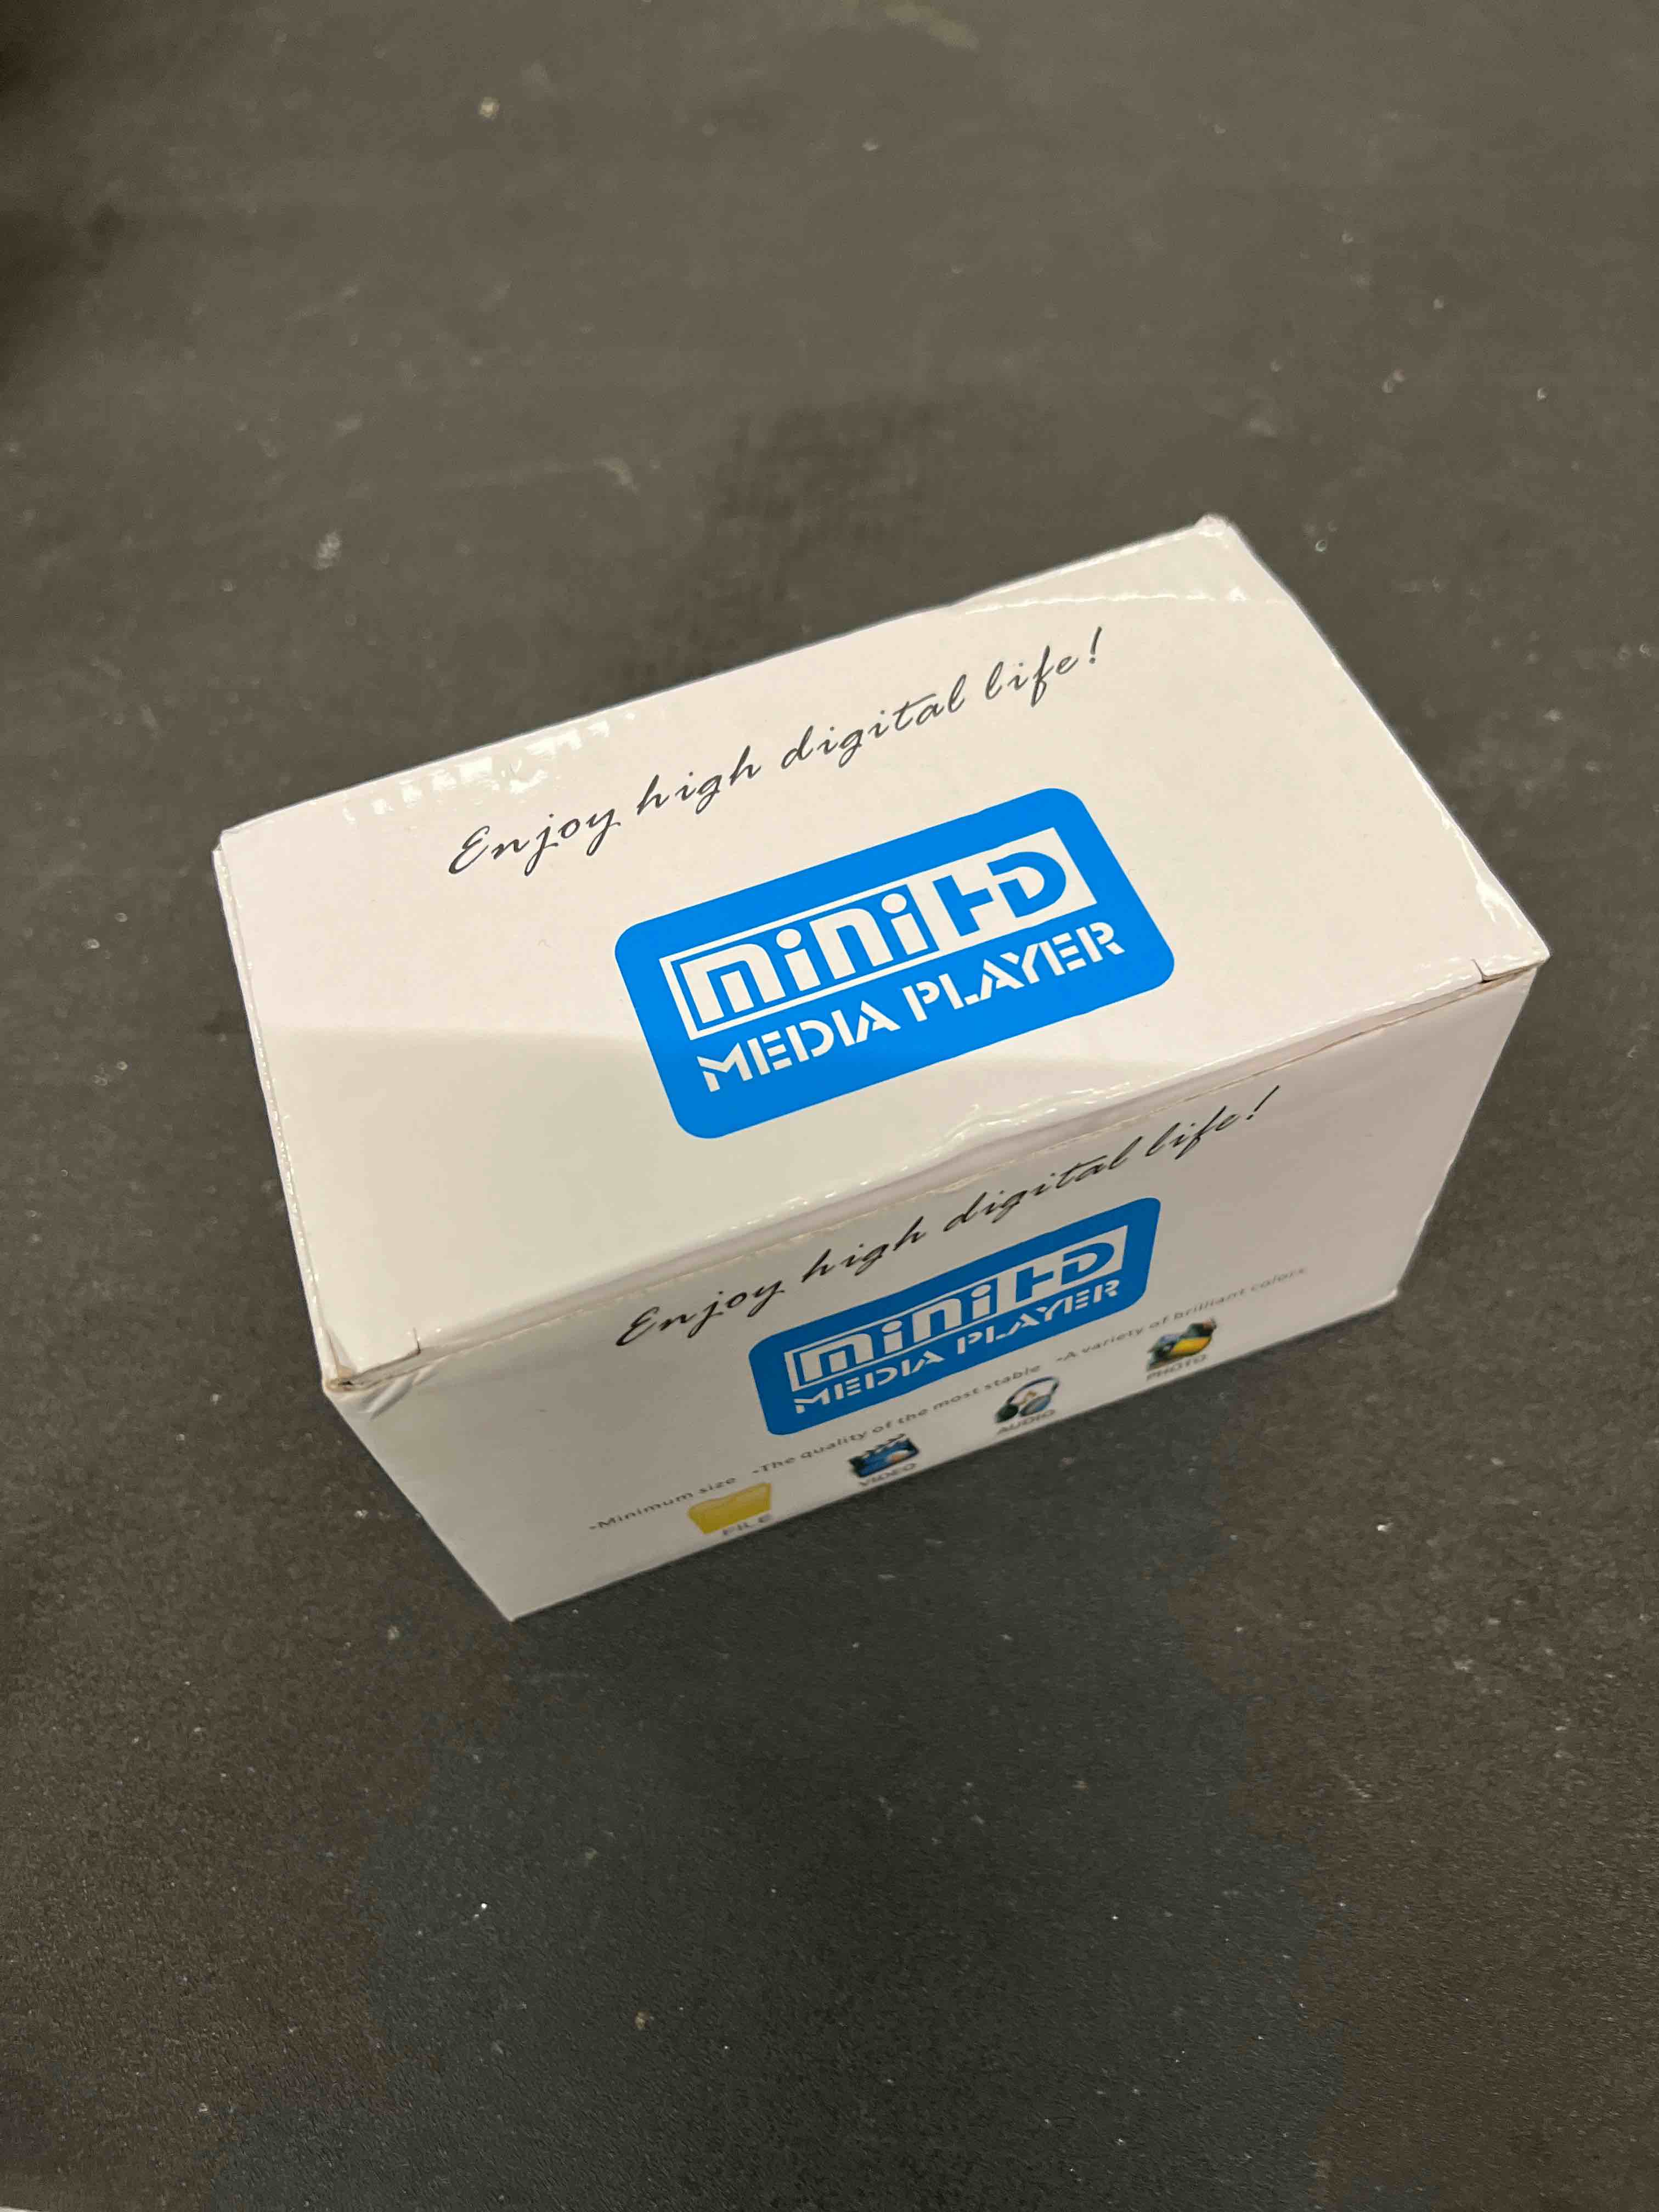 Enjoy high digital life!
mini HD
MEDIA PLAYER
Enjoy high digital life!
mini HD
MEDIA PLAYER
-Minimum size -The quality of the most stable -A variety of brilliant colors
FILE VIDEO AUDIO PHOTO